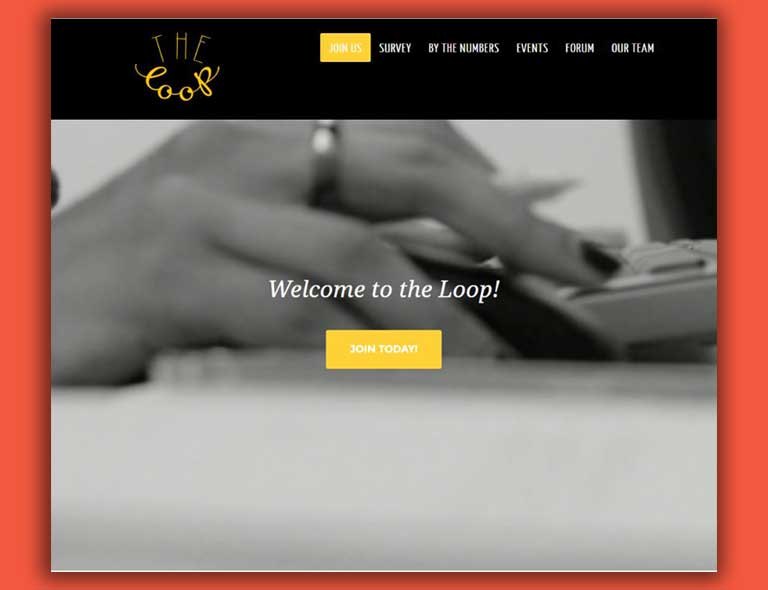 THE
Loop
JOIN US SURVEY BY THE NUMBERS EVENTS FORUM OUR TEAM
Welcome to the Loop!
JOIN TODAY!